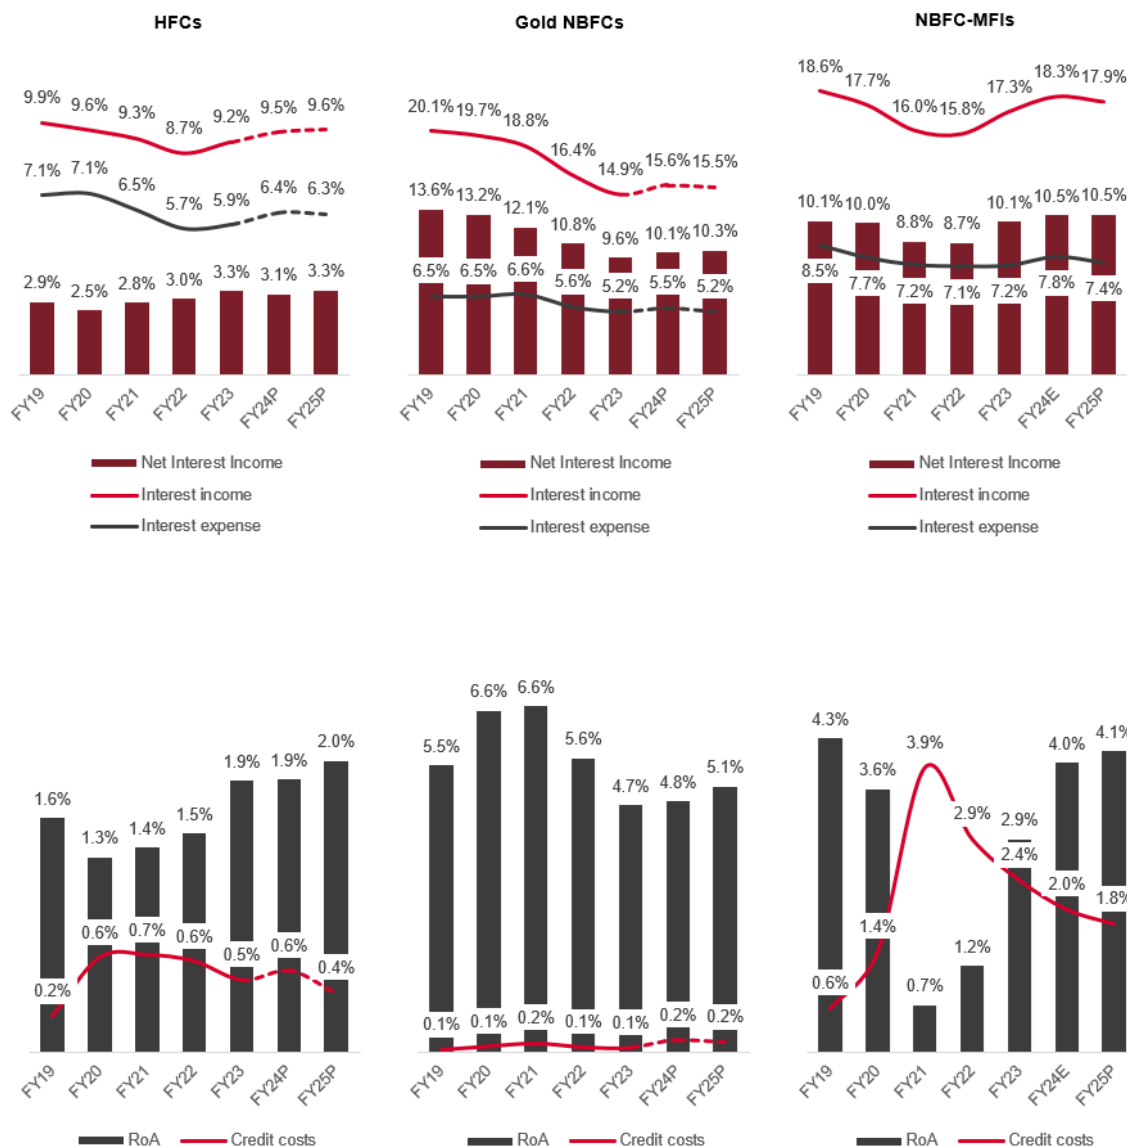 HFCs
9.9% 9.6% 9.3% 8.7% 9.2% 9.5% 9.6%
7.1% 7.1% 6.5% 5.7% 5.9% 6.4% 6.3%
2.9% 2.5% 2.8% 3.0% 3.3% 3.1% 3.3%
FY19 FY20 FY21 FY22 FY23 FY24P FY25P
Net Interest Income
Interest income
Interest expense
Gold NBFCs
20.1% 19.7% 18.8% 16.4% 14.9% 15.6% 15.5%
13.6% 13.2% 12.1% 10.8% 9.6% 10.1% 10.3%
6.5% 6.5% 6.6% 5.6% 5.2% 5.5% 5.2%
FY19 FY20 FY21 FY22 FY23 FY24P FY25P
Net Interest Income
Interest income
Interest expense
NBFC-MFIs
18.6% 17.7% 16.0% 15.8% 17.3% 18.3% 17.9%
10.1% 10.0% 8.8% 8.7% 10.1% 10.5% 10.5%
8.5% 7.7% 7.2% 7.1% 7.2% 7.8% 7.4%
FY19 FY20 FY21 FY22 FY23 FY24E FY25P
Net Interest Income
Interest income
Interest expense
1.6% 1.3% 1.4% 1.5% 1.9% 1.9% 2.0%
0.2% 0.6% 0.7% 0.6% 0.5% 0.6% 0.4%
FY19 FY20 FY21 FY22 FY23 FY24P FY25P
RoA Credit costs
5.5% 6.6% 6.6% 5.6% 4.7% 4.8% 5.1%
0.1% 0.1% 0.2% 0.1% 0.1% 0.2% 0.2%
FY19 FY20 FY21 FY22 FY23 FY24P FY25P
RoA Credit costs
4.3% 3.6% 0.7% 1.2% 2.9% 4.0% 4.1%
0.6% 1.4% 3.9% 2.9% 2.4% 2.0% 1.8%
FY19 FY20 FY21 FY22 FY23 FY24E FY25P
RoA Credit costs